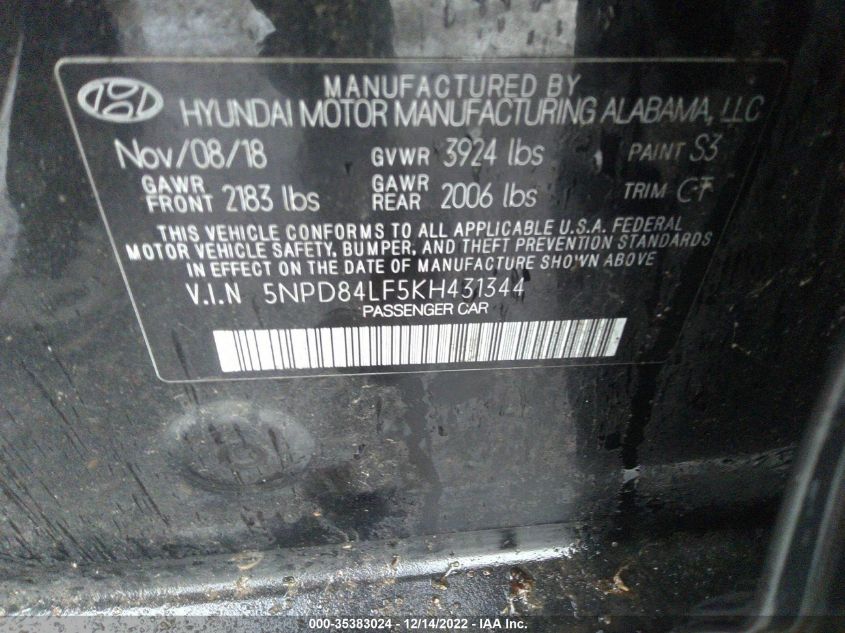 MANUFACTURED BY
HYUNDAI MOTOR MANUFACTURING ALABAMA, LLC
Nov/08/18 GVWR 3924 lbs PAINT S3
GAWR FRONT 2183 lbs GAWR REAR 2006 lbs TRIM CT
THIS VEHICLE CONFORMS TO ALL APPLICABLE U.S.A. FEDERAL
MOTOR VEHICLE SAFETY, BUMPER, AND THEFT PREVENTION STANDARDS
IN EFFECT ON THE DATE OF MANUFACTURE SHOWN ABOVE
V.I.N 5NPD84LF5KH431344
PASSENGER CAR
000-35383024 - 12/14/2022 - IAA Inc.